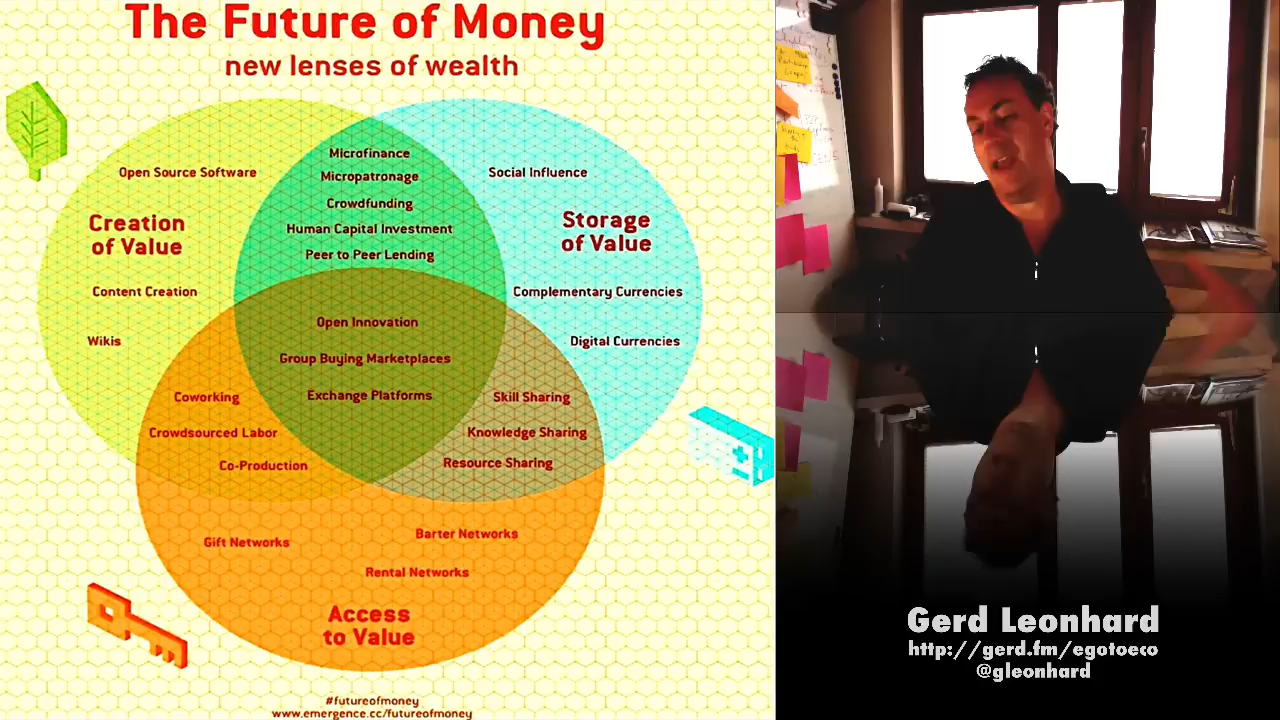 The Future of Money
new lenses of wealth
Microfinance
Open Source Software
Micropatronage
Social Influence
Crowdfunding
Creation
of Value
Human Capital Investment
Storage
of Value
Peer to Peer Lending
Content Creation
Complementary Currencies
Open Innovation
Wikis
Digital Currencies
Group Buying Marketplaces
Coworking
Exchange Platforms
Skill Sharing
Crowdsourced Labor
Knowledge Sharing
Co-Production
Resource Sharing
Gift Networks
Barter Networks
Rental Networks
Access
to Value
#futureofmoney
www.emergence.cc/futureofmoney
Gerd Leonhard
http://gerd.fm/egotoeco
@gleonhard